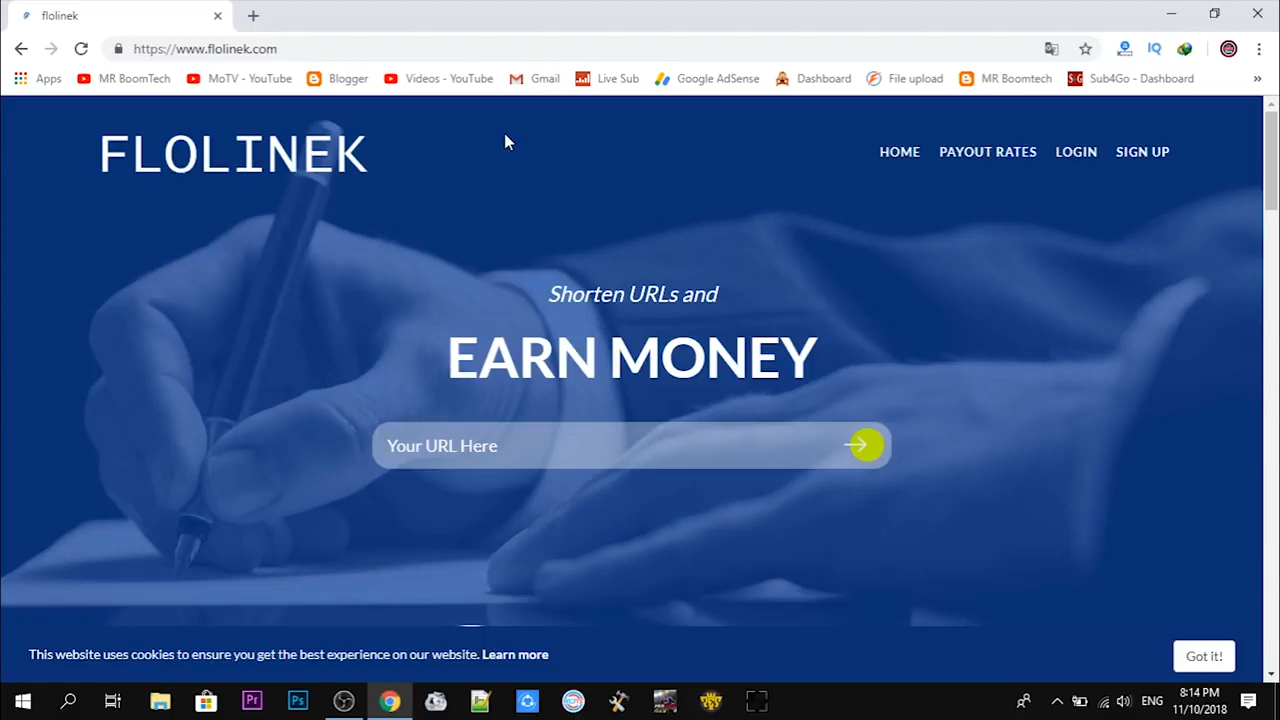 flolinek
https://www.flolinek.com
Apps MR BoomTech MoTV - YouTube Blogger Videos - YouTube Gmail Live Sub Google AdSense Dashboard File upload MR Boomtech Sub4Go - Dashboard »
FLOLINEK
HOME PAYOUT RATES LOGIN SIGN UP
Shorten URLs and
EARN MONEY
Your URL Here
This website uses cookies to ensure you get the best experience on our website. Learn more
Got it!
Pr Ps
ENG
8:14 PM
11/10/2018